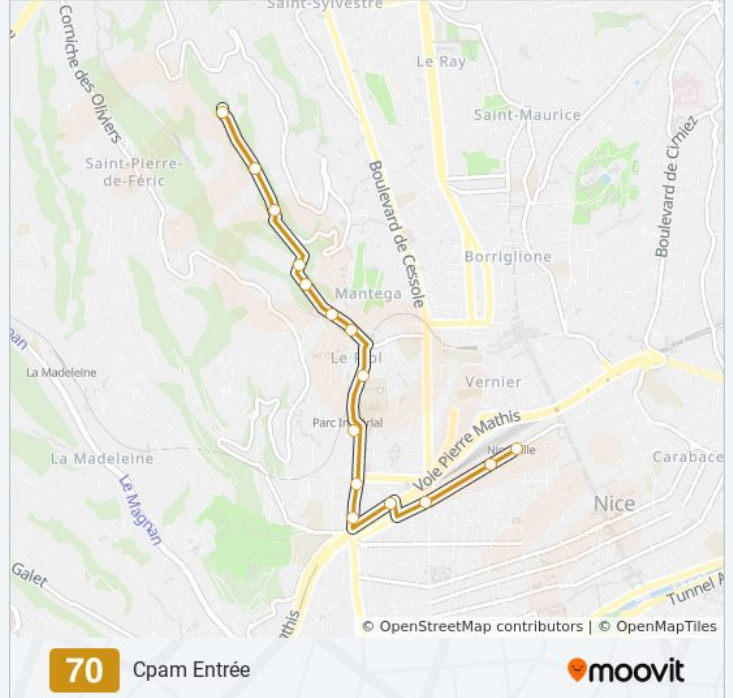 Saint-Sylvestre
Corniche des Oliviers
Le Ray
Saint-Maurice
Saint-Pierre-
de-Féric
Boulevard de Cimiez
Boulevard de Cessole
Borriglione
Mantega
Le Piol
La Madeleine
Vernier
Parc Impérial
Voie Pierre Mathis
La Madeleine
Carabace
Le Magnan
Nice
Galet
Tunnel A
© OpenStreetMap contributors | © OpenMapTiles
70
Cpam Entrée
moovit